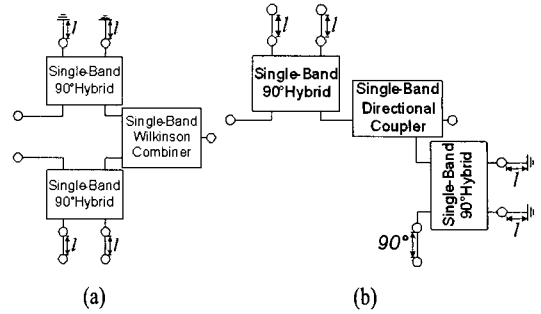 l
l
Single-Band
90°Hybrid
Single-Band
Wilkinson
Combiner
Single-Band
90°Hybrid
l
l
(a)
l
l
Single-Band
90°Hybrid
Single-Band
Directional
Coupler
Single-Band
90°Hybrid
l
l
90°
(b)